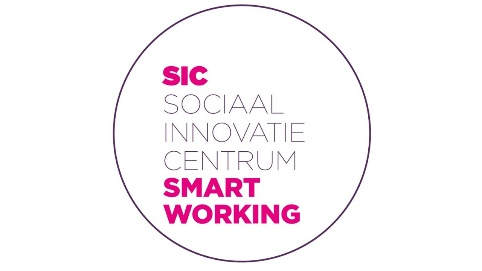 SIC
SOCIAAL
INNOVATIE
CENTRUM
SMART
WORKING